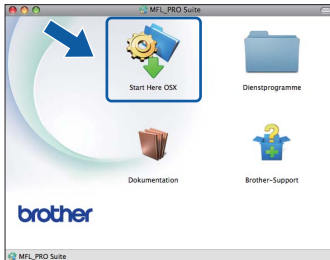 MFL_PRO Suite
Start Here OSX
Dienstprogramme
Dokumentation
Brother-Support
brother
MFL_PRO Suite